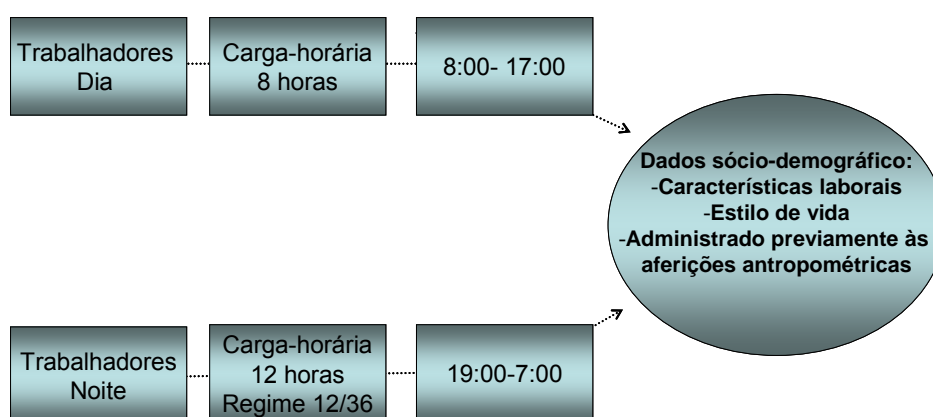 Trabalhadores
Dia
Carga-horária
8 horas
8:00- 17:00
Dados sócio-demográfico:
-Características laborais
-Estilo de vida
-Administrado previamente às
aferições antropométricas
Trabalhadores
Noite
Carga-horária
12 horas
Regime 12/36
19:00-7:00